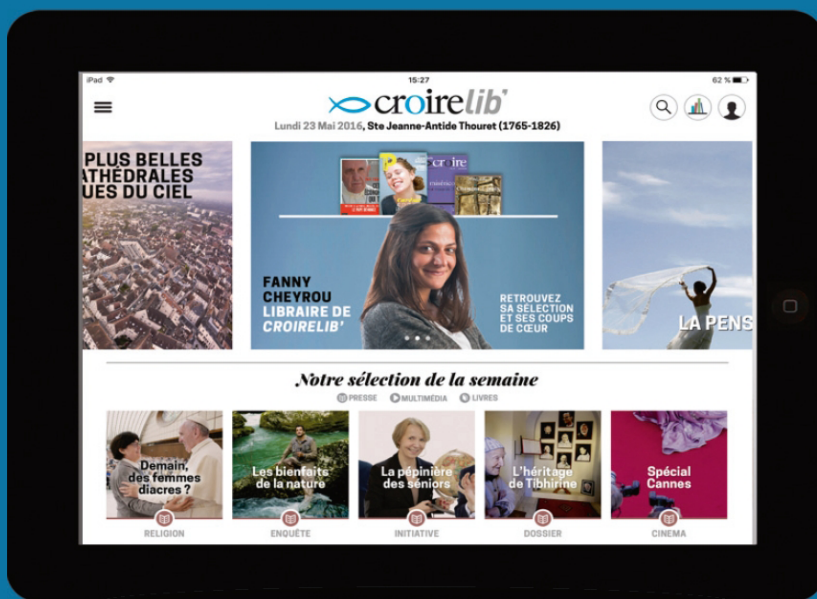 iPad
15:27
62 %
croirelib'
Lundi 23 Mai 2016, Ste Jeanne-Antide Thouret (1765-1826)
PLUS BELLES
ATHÉDRALES
UES DU CIEL
croire
FANNY
CHEYROU
LIBRAIRE DE
CROIRELIB'
RETROUVEZ
SA SÉLECTION
ET SES COUPS
DE CŒUR
LA PENS
Notre sélection de la semaine
PRESSE MULTIMÉDIA LIVRES
Demain,
des femmes
diacres ?
RELIGION
Les bienfaits
de la nature
ENQUÊTE
La pépinière
des séniors
INITIATIVE
L'héritage
de Tibhirine
DOSSIER
Spécial
Cannes
CINEMA